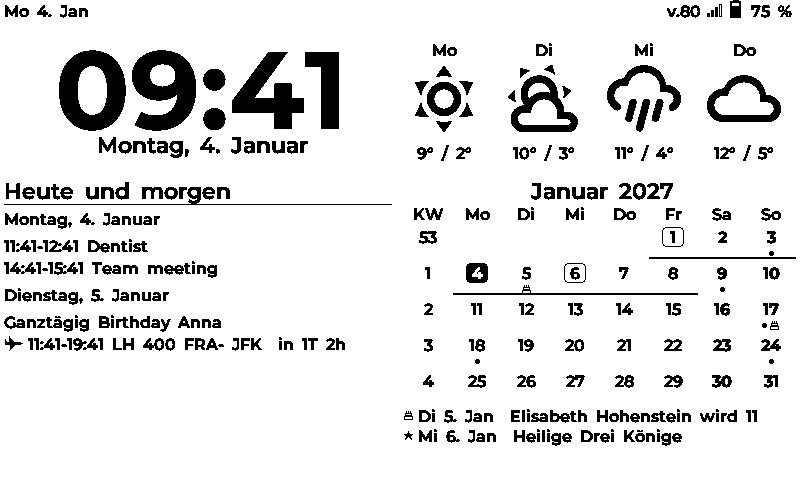 Mo 4. Jan
v.80 75 %
09:41
Montag, 4. Januar
Mo Di Mi Do
9° / 2° 10° / 3° 11° / 4° 12° / 5°
Heute und morgen
Montag, 4. Januar
11:41-12:41 Dentist
14:41-15:41 Team meeting
Dienstag, 5. Januar
Ganztägig Birthday Anna
11:41-19:41 LH 400 FRA- JFK in 1T 2h
Januar 2027
KW Mo Di Mi Do Fr Sa So
53 1 2 3
1 4 5 6 7 8 9 10
2 11 12 13 14 15 16 17
3 18 19 20 21 22 23 24
4 25 26 27 28 29 30 31
Di 5. Jan Elisabeth Hohenstein wird 11
Mi 6. Jan Heilige Drei Könige